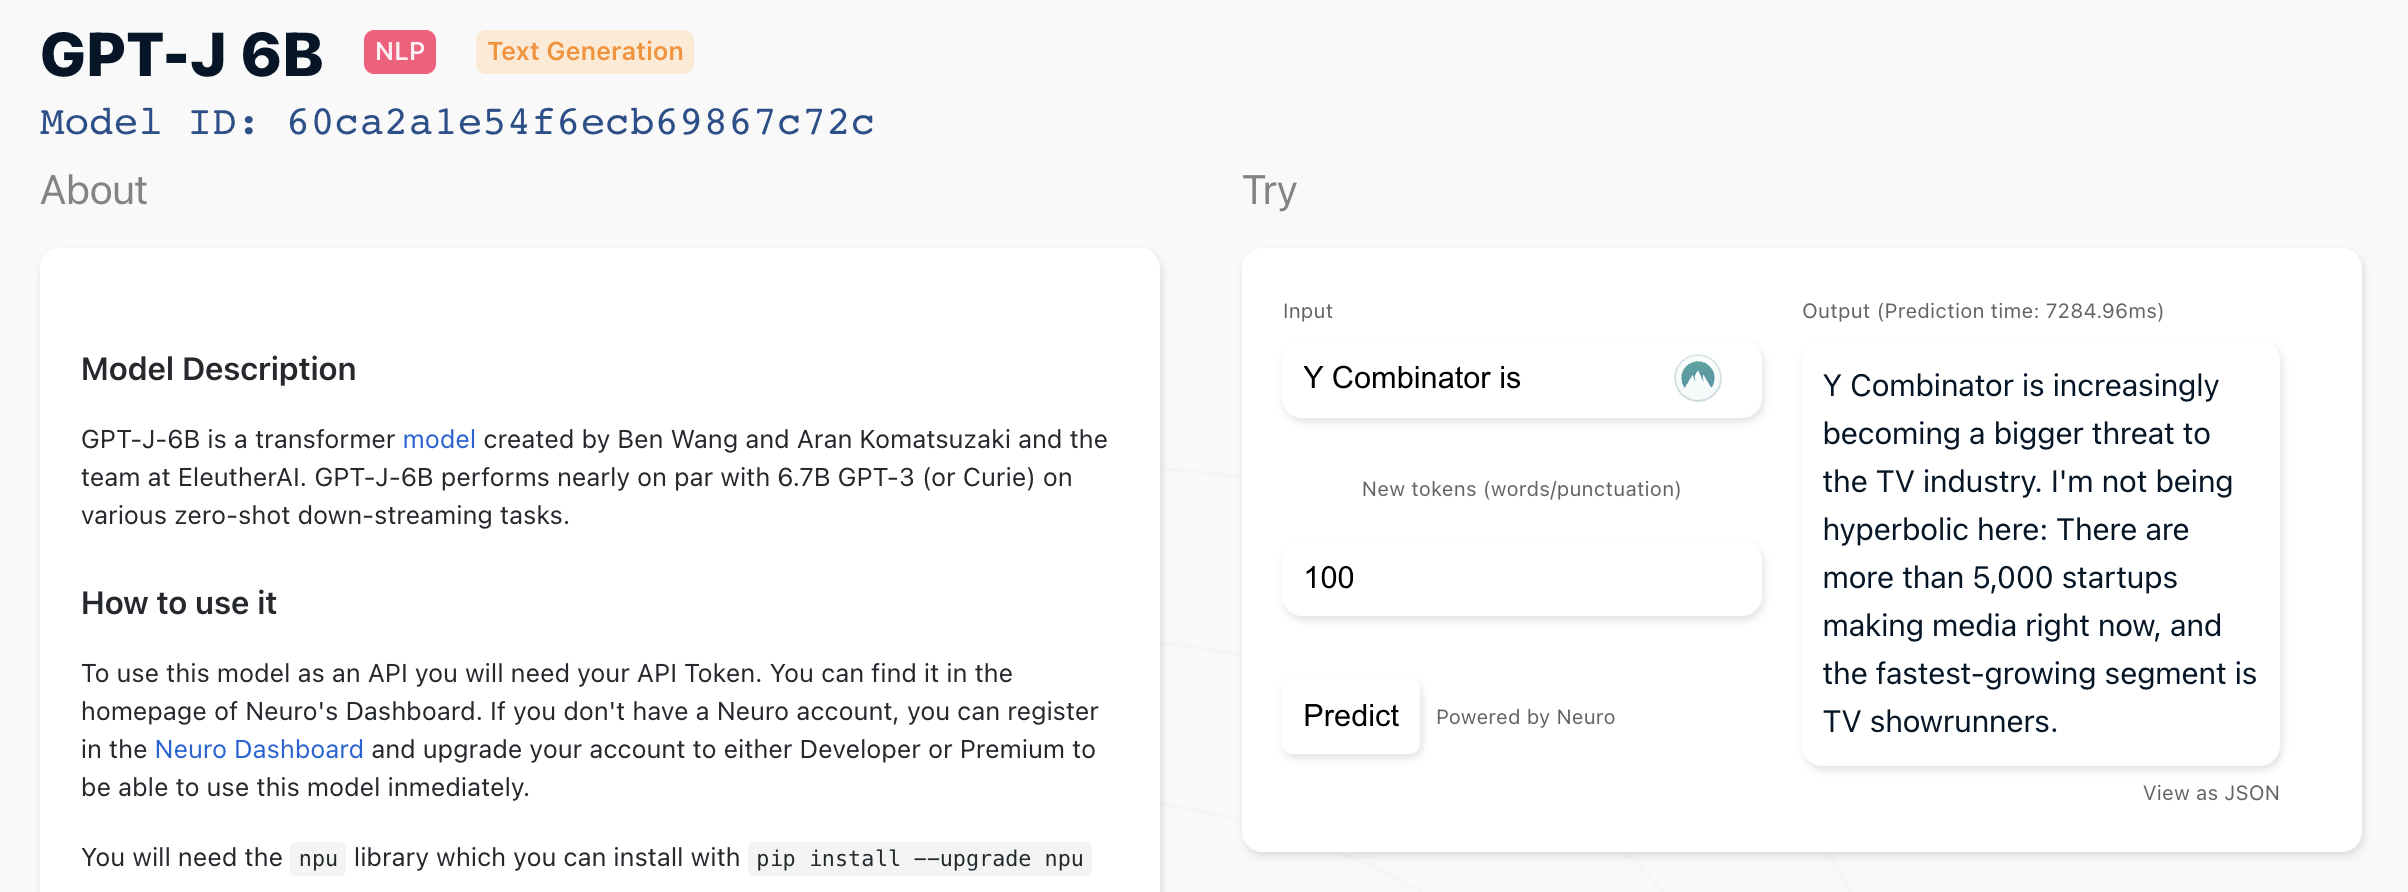 GPT-J 6B NLP Text Generation
Model ID: 60ca2a1e54f6ecb69867c72c
About
Model Description
GPT-J-6B is a transformer model created by Ben Wang and Aran Komatsuzaki and the
team at EleutherAI. GPT-J-6B performs nearly on par with 6.7B GPT-3 (or Curie) on
various zero-shot down-streaming tasks.
How to use it
To use this model as an API you will need your API Token. You can find it in the
homepage of Neuro's Dashboard. If you don't have a Neuro account, you can register
in the Neuro Dashboard and upgrade your account to either Developer or Premium to
be able to use this model inmediately.
You will need the npu library which you can install with pip install --upgrade npu
Try
Input
Y Combinator is
New tokens (words/punctuation)
100
Predict Powered by Neuro
Output (Prediction time: 7284.96ms)
Y Combinator is increasingly
becoming a bigger threat to
the TV industry. I'm not being
hyperbolic here: There are
more than 5,000 startups
making media right now, and
the fastest-growing segment is
TV showrunners.
View as JSON